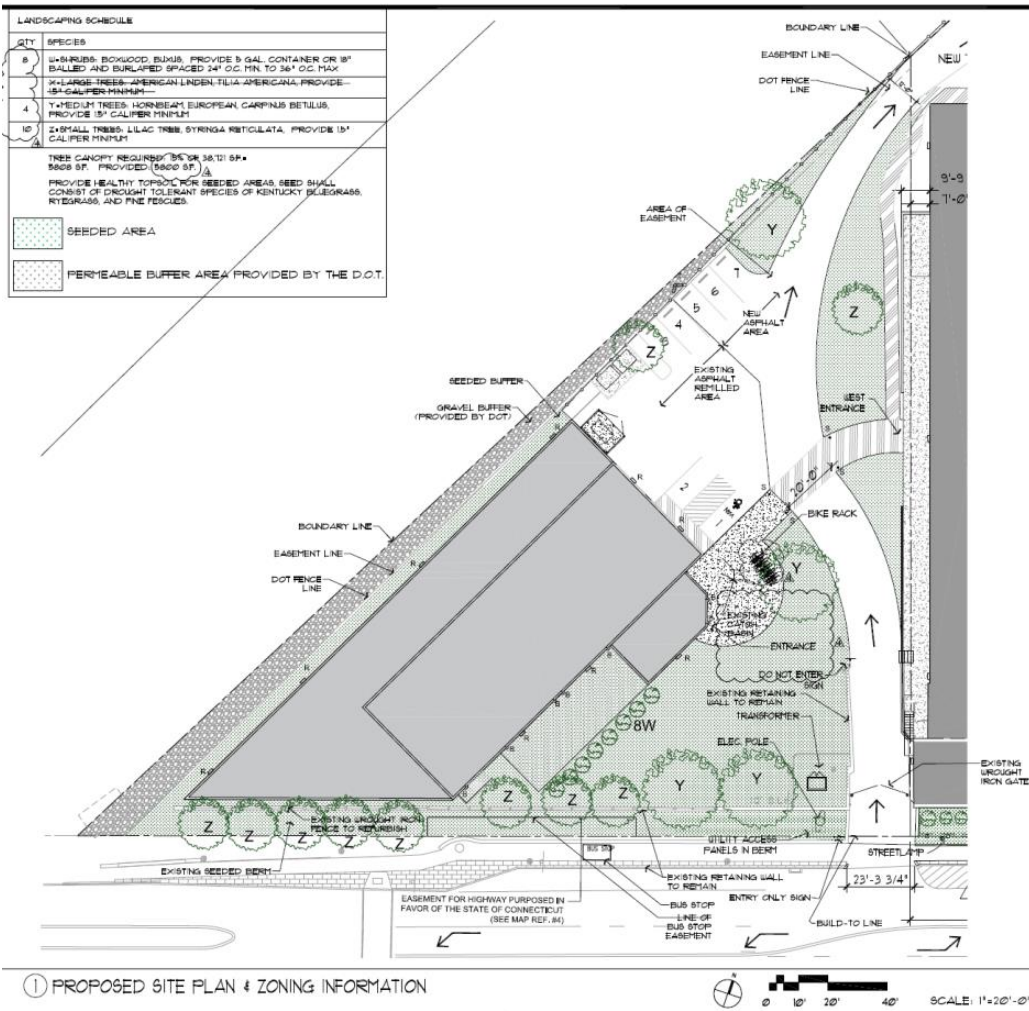 LANDSCAPING SCHEDULE
QTY SPECIES
8 W=SHRUBS: BOXWOOD, BUXUS, PROVIDE 5 GAL. CONTAINER OR 18"
BALLED AND BURLAPED SPACED 24" O.C. MIN. TO 36" O.C. MAX
X=LARGE TREES: AMERICAN LINDEN, TILIA AMERICANA, PROVIDE
1.5" CALIPER MINIMUM
4 Y=MEDIUM TREES: HORNBEAM, EUROPEAN, CARPINUS BETULUS,
PROVIDE 1.5" CALIPER MINIMUM
10 Z=SMALL TREES: LILAC TREE, SYRINGA RETICULATA, PROVIDE 1.5"
CALIPER MINIMUM
TREE CANOPY REQUIRED: 15% OF 38,721 S.F.=
5808 S.F. PROVIDED: 5800 S.F.
PROVIDE HEALTHY TOPSOIL FOR SEEDED AREAS, SEED SHALL
CONSIST OF DROUGHT TOLERANT SPECIES OF KENTUCKY BLUEGRASS,
RYEGRASS, AND FINE FESCUES.
SEEDED AREA
PERMEABLE BUFFER AREA PROVIDED BY THE D.O.T.
BOUNDARY LINE
EASEMENT LINE
DOT FENCE
LINE
NEW
9'-9
7'-0"
AREA OF
EASEMENT
Y
7
6
5
4
NEW
ASPHALT
AREA
Z
Z
EXISTING
ASPHALT
REMILLED
AREA
SEEDED BUFFER
GRAVEL BUFFER
(PROVIDED BY DOT)
WEST
ENTRANCE
20'-0"
2
1
BIKE RACK
BOUNDARY LINE
EASEMENT LINE
DOT FENCE
LINE
Y
EXISTING
CATCH
BASIN
ENTRANCE
DO NOT ENTER
SIGN
EXISTING RETAINING
WALL TO REMAIN
TRANSFORMER
8W
ELEC. POLE
EXISTING
WROUGHT
IRON GATE
Z
Z
Z
Y
Y
Z
Z
Z
Z
EXISTING WROUGHT IRON
FENCE TO REFURBISH
EXISTING SEEDED BERM
UTILITY ACCESS
PANELS IN BERM
STREETLAMP
BUS STOP
EXISTING RETAINING WALL
TO REMAIN
ENTRY ONLY SIGN
23'-3 3/4"
EASEMENT FOR HIGHWAY PURPOSED IN
FAVOR OF THE STATE OF CONNECTICUT
(SEE MAP REF. #4)
BUS STOP
LINE OF
BUS STOP
EASEMENT
BUILD-TO LINE
1 PROPOSED SITE PLAN & ZONING INFORMATION
N
0 10' 20' 40'
SCALE: 1"=20'-0"